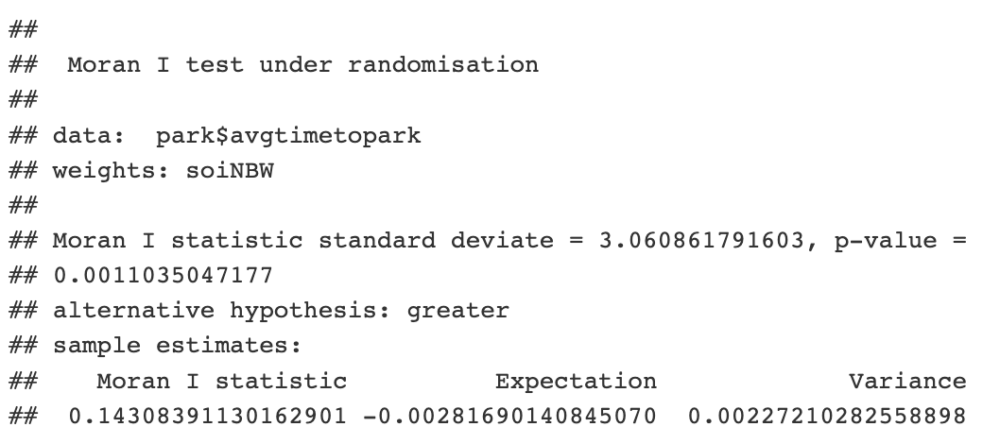 ##
##  Moran I test under randomisation
##
## data:  park$avgtimetopark
## weights: soiNBW
##
## Moran I statistic standard deviate = 3.060861791603, p-value =
## 0.0011035047177
## alternative hypothesis: greater
## sample estimates:
##    Moran I statistic          Expectation             Variance
##  0.14308391130162901 -0.00281690140845070  0.00227210282558898